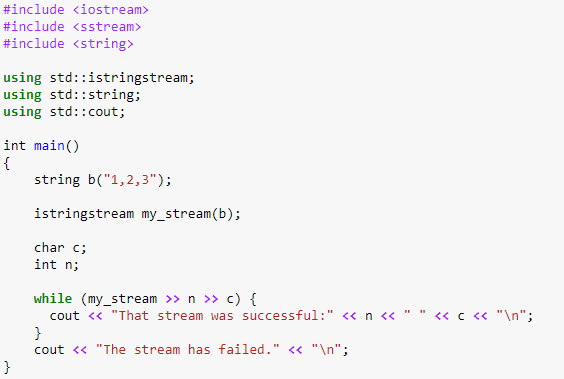 #include <iostream>
#include <sstream>
#include <string>
using std::istringstream;
using std::string;
using std::cout;
int main()
{
string b("1,2,3");
istringstream my_stream(b);
char c;
int n;
while (my_stream >> n >> c) {
cout << "That stream was successful:" << n << " " << c << "\n";
}
cout << "The stream has failed." << "\n";
}